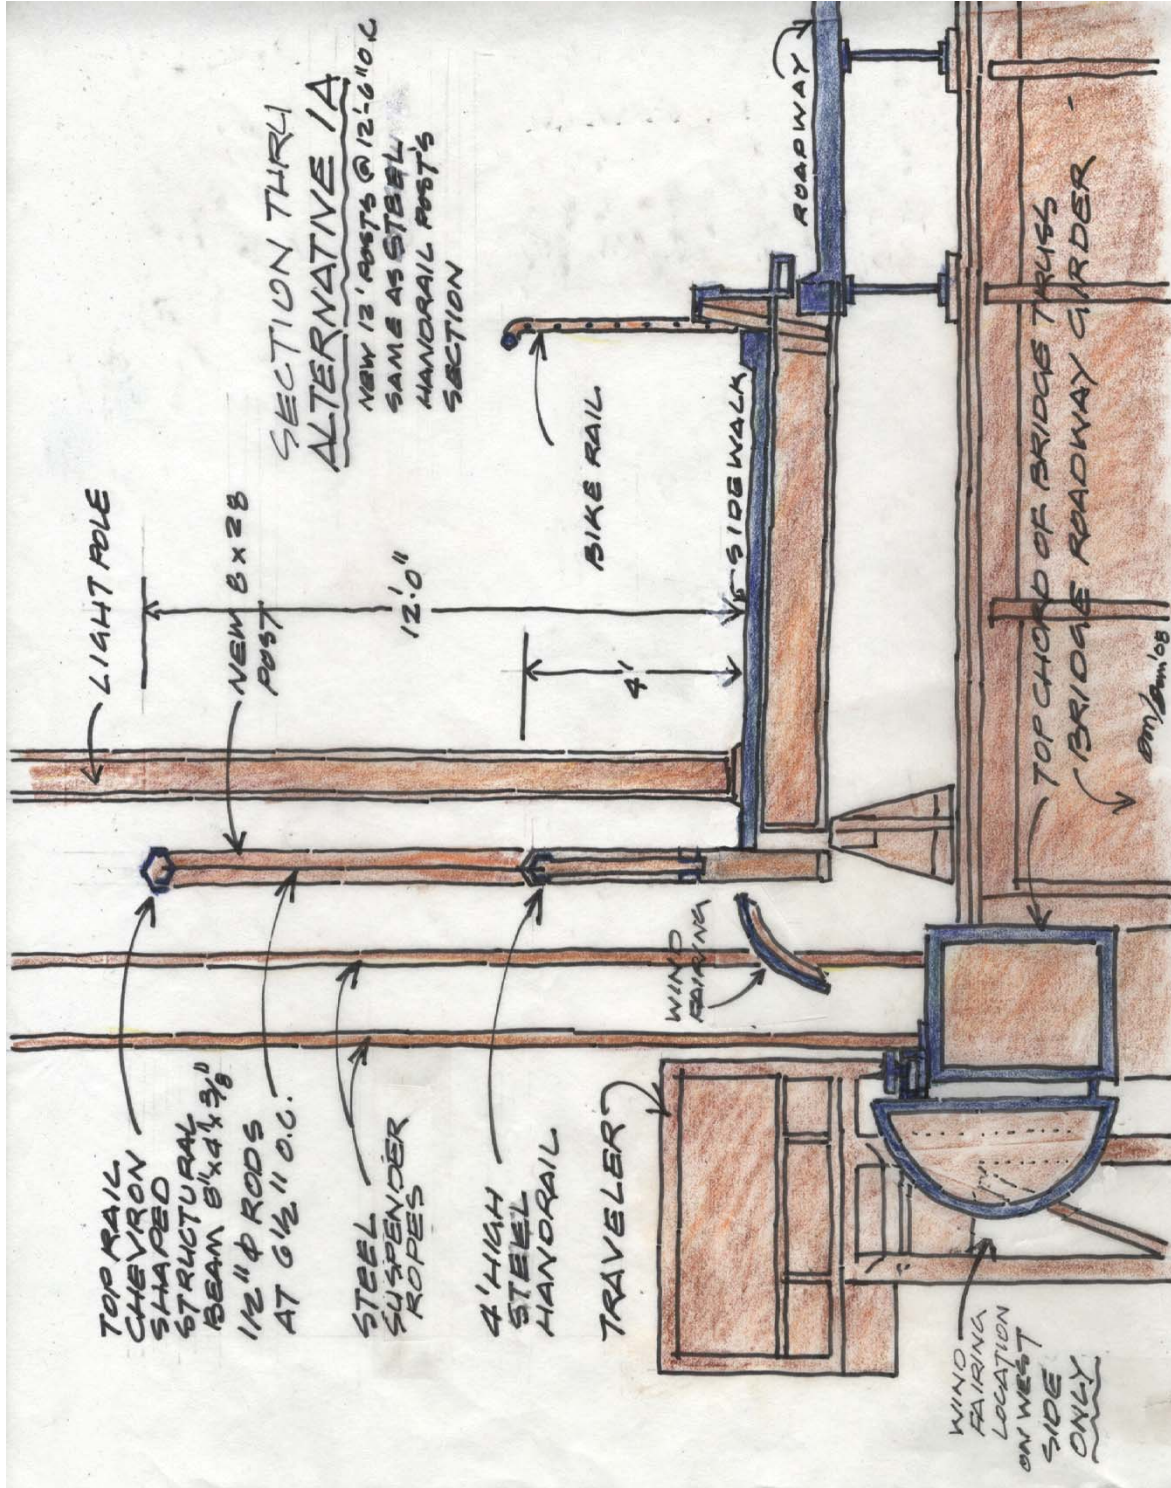 SECTION THRU
ALTERNATIVE 1A
NEW 12' POSTS @ 12'-6" O.C
SAME AS STEEL
HANDRAIL POST'S
SECTION
LIGHT POLE
NEW 8x28
POST
12'0"
4'
BIKE RAIL
SIDEWALK
ROADWAY
TOP RAIL
CHEVRON
SHAPED
STRUCTURAL
BEAM 8"x4"x3/8"
1/2" Φ RODS
AT 6 1/2" O.C.
STEEL
SUSPENDER
ROPES
4' HIGH
STEEL
HANDRAIL
TRAVELER
WIND
FAIRING
WIND
FAIRING
LOCATION
ON WEST
SIDE
ONLY
TOP CHORD OF BRIDGE TRUSS
BRIDGE ROADWAY GIRDER